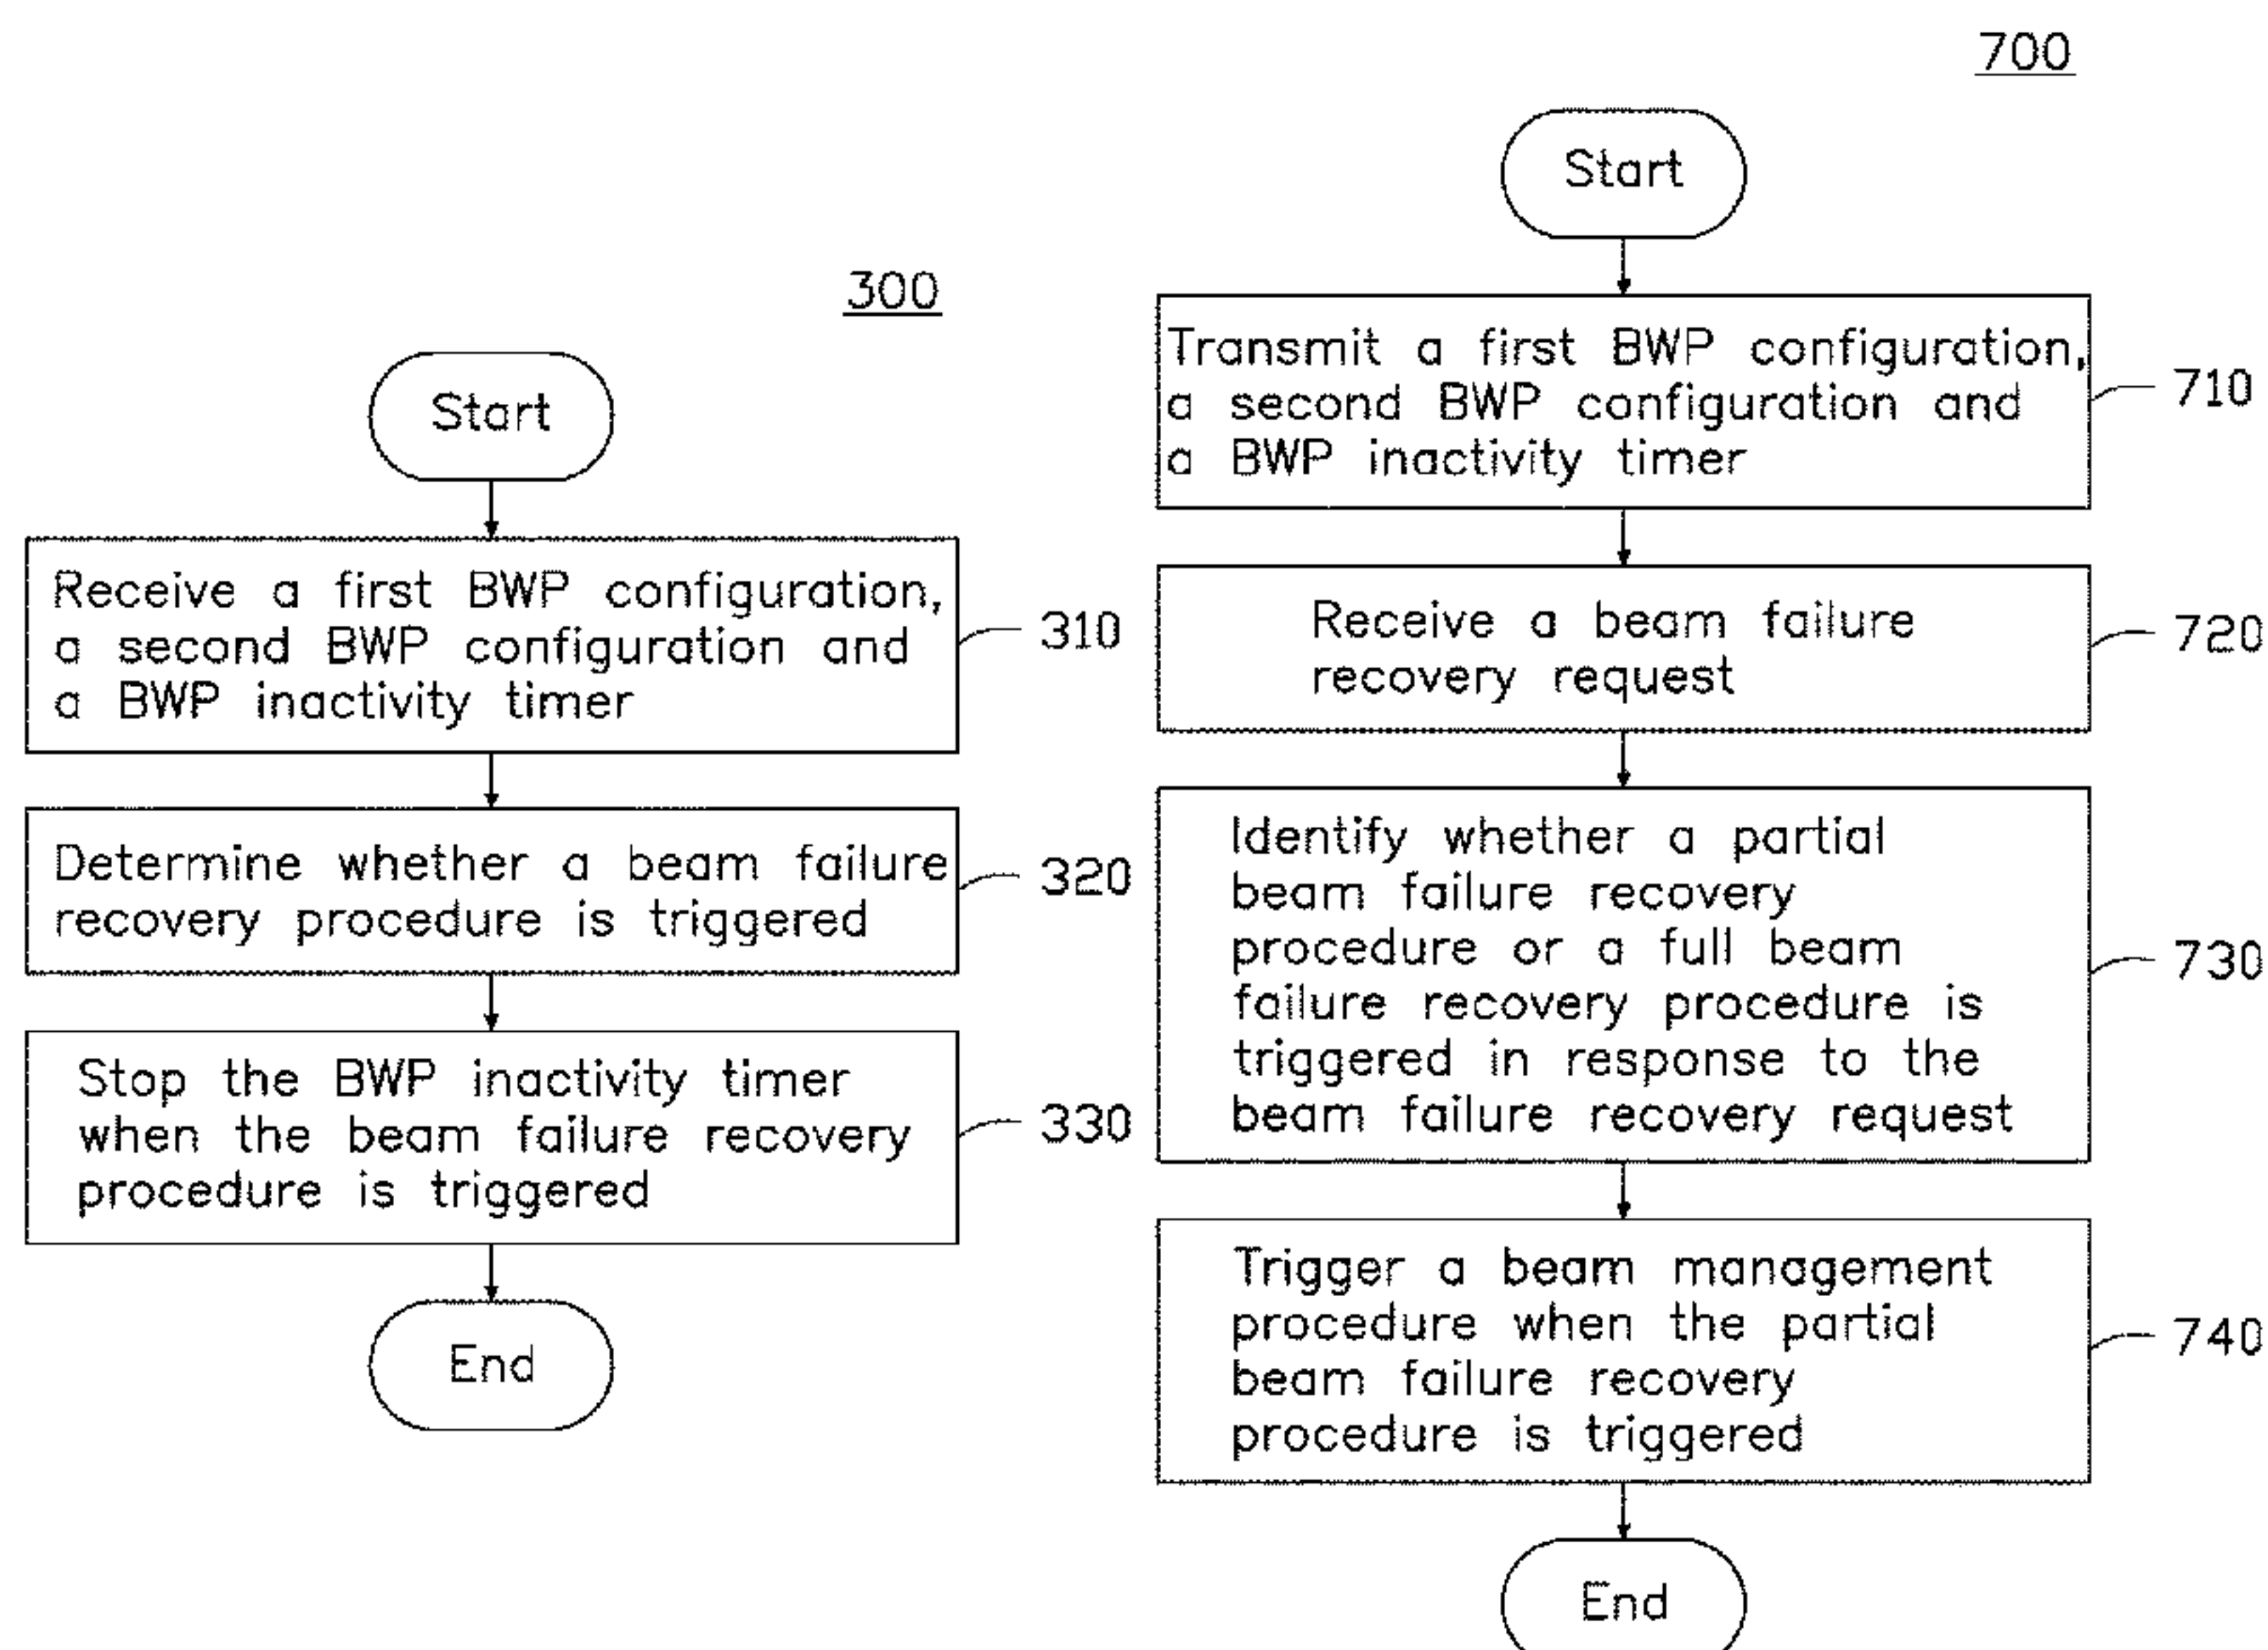 300
Start
Receive a first BWP configuration,
a second BWP configuration and
a BWP inactivity timer
310
Determine whether a beam failure
recovery procedure is triggered
320
Stop the BWP inactivity timer
when the beam failure recovery
procedure is triggered
330
End
700
Start
Transmit a first BWP configuration,
a second BWP configuration and
a BWP inactivity timer
710
Receive a beam failure
recovery request
720
Identify whether a partial
beam failure recovery
procedure or a full beam
failure recovery procedure is
triggered in response to the
beam failure recovery request
730
Trigger a beam management
procedure when the partial
beam failure recovery
procedure is triggered
740
End